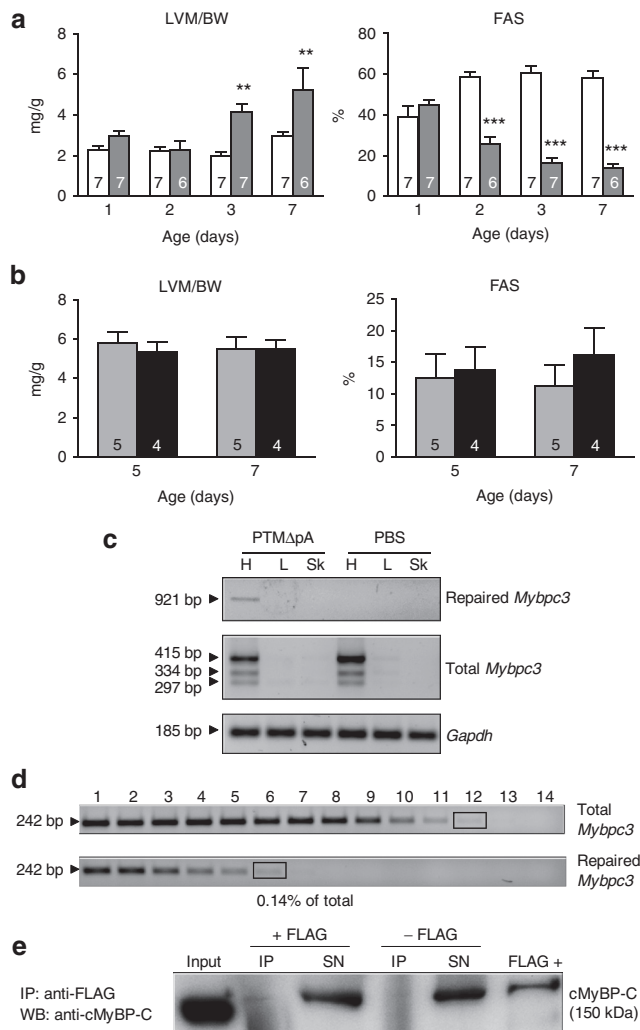 a
LVM/BW
FAS
mg/g
8
6
4
2
0
7 7 7 6 7 7 7 6
** **
1 2 3 7
Age (days)
%
80
60
40
20
0
7 7 7 6 7 7 7 6
*** *** ***
1 2 3 7
Age (days)
b
LVM/BW
FAS
mg/g
8
6
4
2
0
5 4 5 4
5 7
Age (days)
%
25
20
15
10
5
0
5 4 5 4
5 7
Age (days)
c
PTMΔpA PBS
H L Sk H L Sk
921 bp
Repaired Mybpc3
415 bp
334 bp
297 bp
Total Mybpc3
185 bp
Gapdh
d
1 2 3 4 5 6 7 8 9 10 11 12 13 14
242 bp
Total
Mybpc3
242 bp
Repaired
Mybpc3
0.14% of total
e
+ FLAG – FLAG
Input IP SN IP SN FLAG +
IP: anti-FLAG
WB: anti-cMyBP-C
cMyBP-C
(150 kDa)